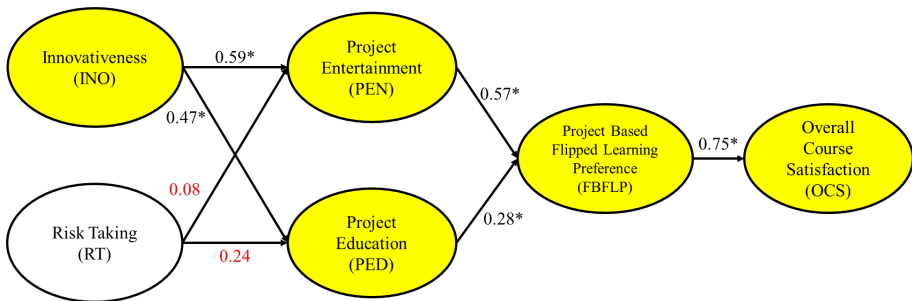 Innovativeness
(INO)
0.59*
Project
Entertainment
(PEN)
0.47*
0.57*
Project Based
Flipped Learning
Preference
(FBFLP)
0.75*
Overall
Course
Satisfaction
(OCS)
0.08
Risk Taking
(RT)
0.24
Project
Education
(PED)
0.28*